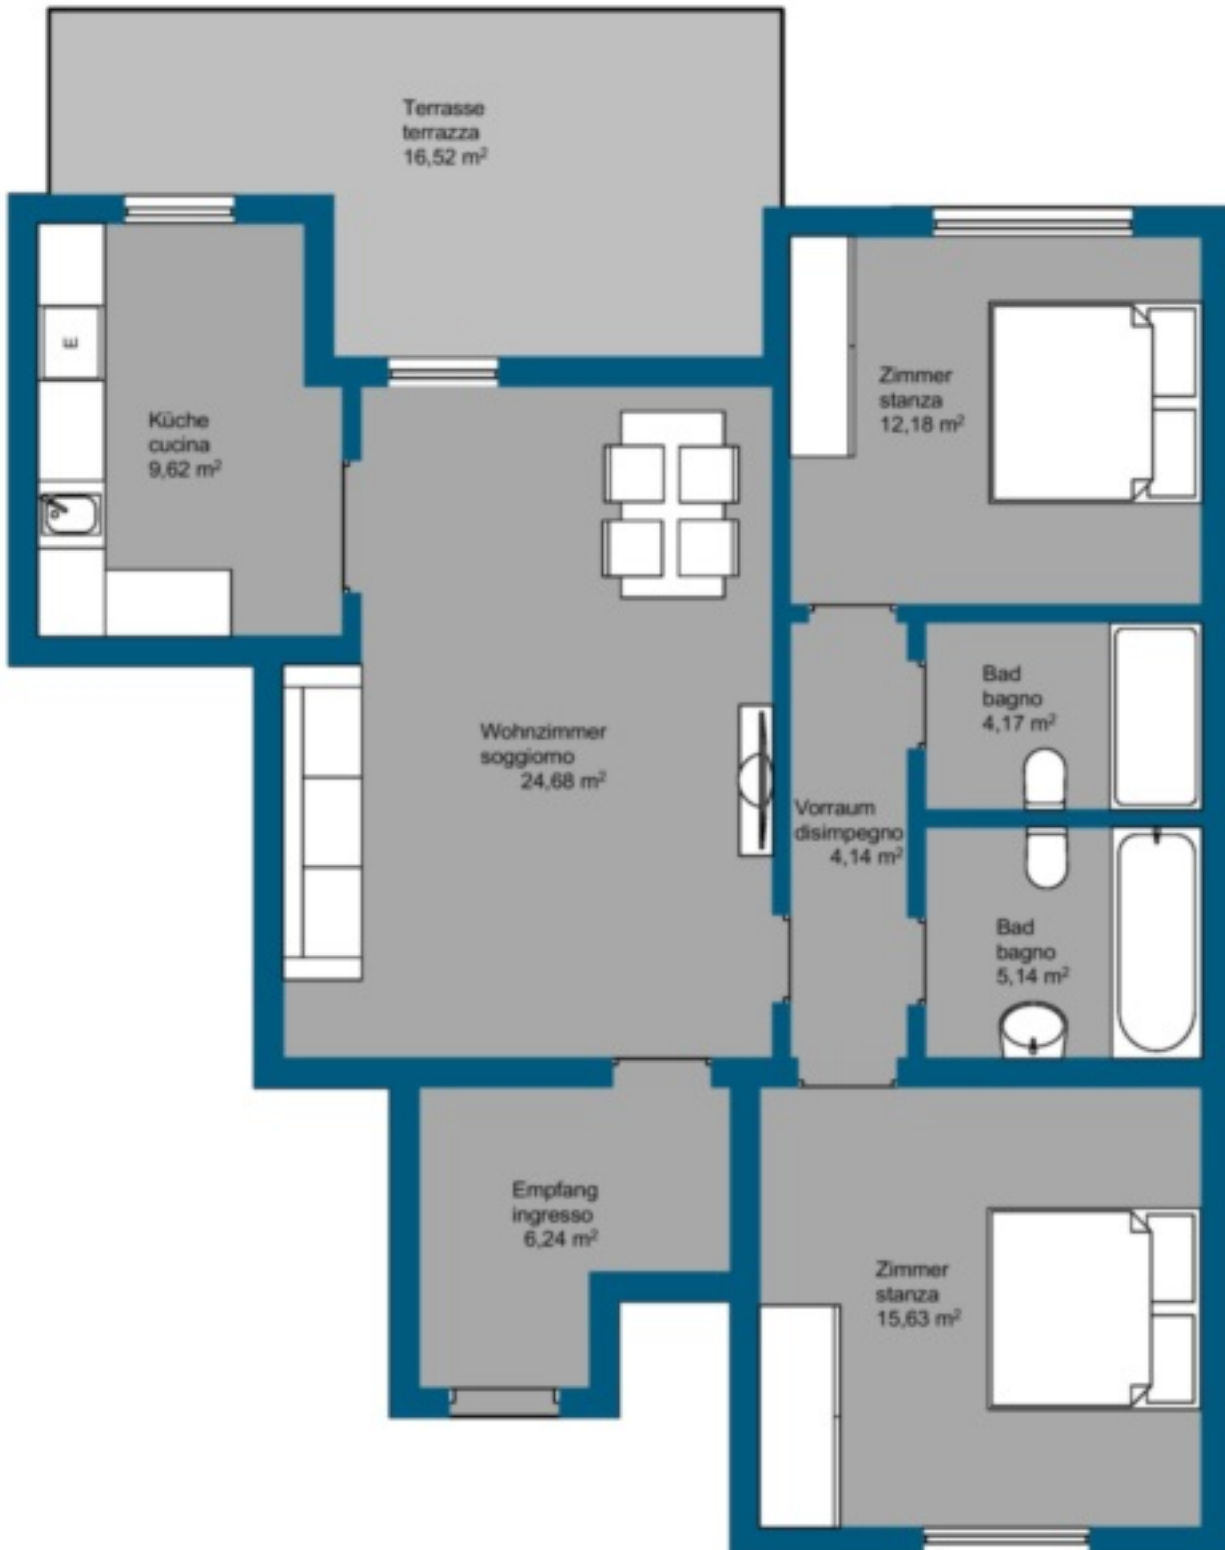 Terrasse
terrazza
16,52 m²
Zimmer
stanza
12,18 m²
Küche
cucina
9,62 m²
E
Bad
bagno
4,17 m²
Wohnzimmer
soggiorno
24,68 m²
Vorraum
disimpegno
4,14 m²
Bad
bagno
5,14 m²
Empfang
ingresso
6,24 m²
Zimmer
stanza
15,63 m²